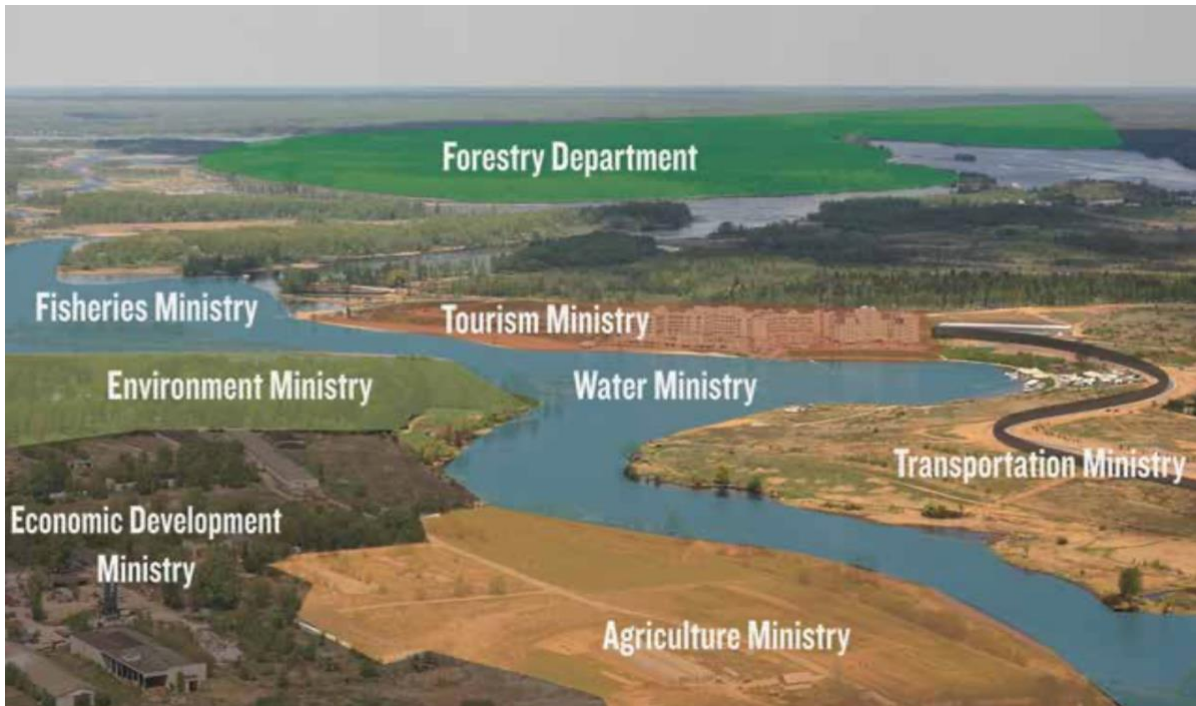 Forestry Department
Fisheries Ministry
Tourism Ministry
Environment Ministry
Water Ministry
Transportation Ministry
Economic Development
Ministry
Agriculture Ministry